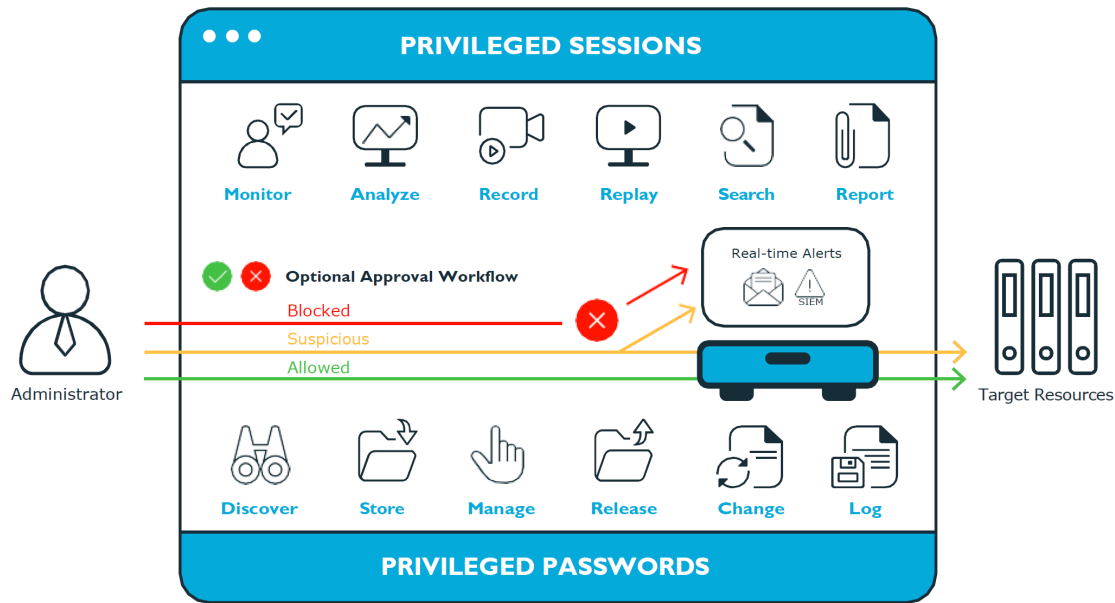 PRIVILEGED SESSIONS
Monitor
Analyze
Record
Replay
Search
Report
Real-time Alerts
SIEM
Optional Approval Workflow
Blocked
Suspicious
Allowed
Administrator
Target Resources
Discover
Store
Manage
Release
Change
Log
PRIVILEGED PASSWORDS